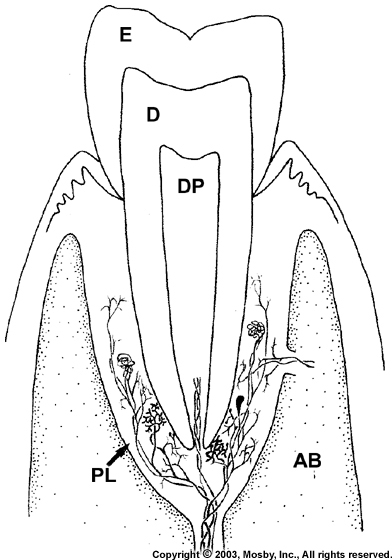 E
D
DP
PL
AB
Copyright © 2003, Mosby, Inc., All rights reserved.